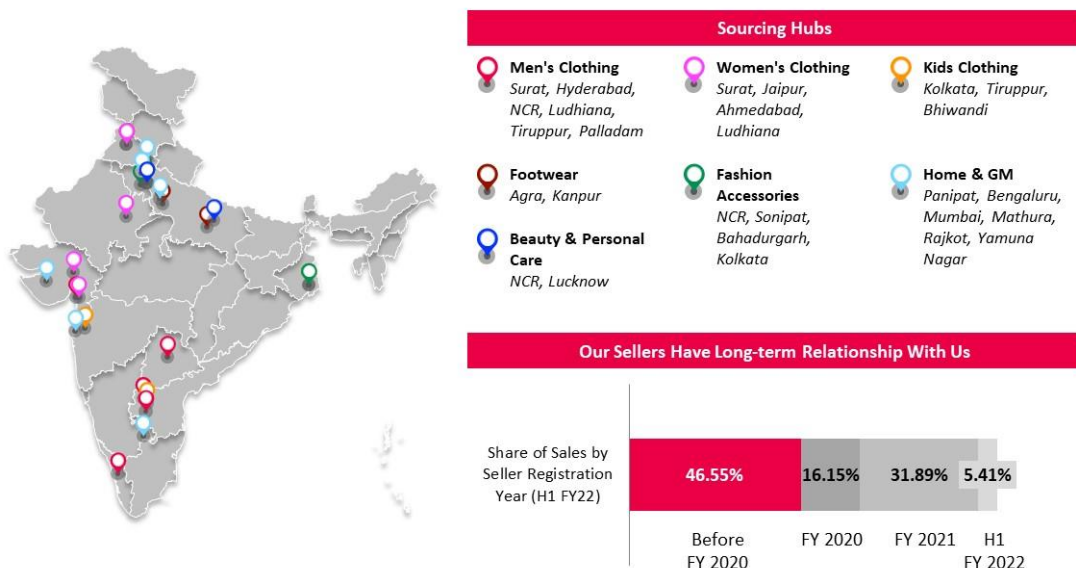 Sourcing Hubs
Men's Clothing
Surat, Hyderabad,
NCR, Ludhiana,
Tiruppur, Palladam
Women's Clothing
Surat, Jaipur,
Ahmedabad,
Ludhiana
Kids Clothing
Kolkata, Tiruppur,
Bhiwandi
Footwear
Agra, Kanpur
Fashion
Accessories
NCR, Sonipat,
Bahadurgarh,
Kolkata
Home & GM
Panipat, Bengaluru,
Mumbai, Mathura,
Rajkot, Yamuna
Nagar
Beauty & Personal
Care
NCR, Lucknow
Our Sellers Have Long-term Relationship With Us
Share of Sales by
Seller Registration
Year (H1 FY22)
46.55%
16.15%
31.89%
5.41%
Before
FY 2020
FY 2020
FY 2021
H1
FY 2022